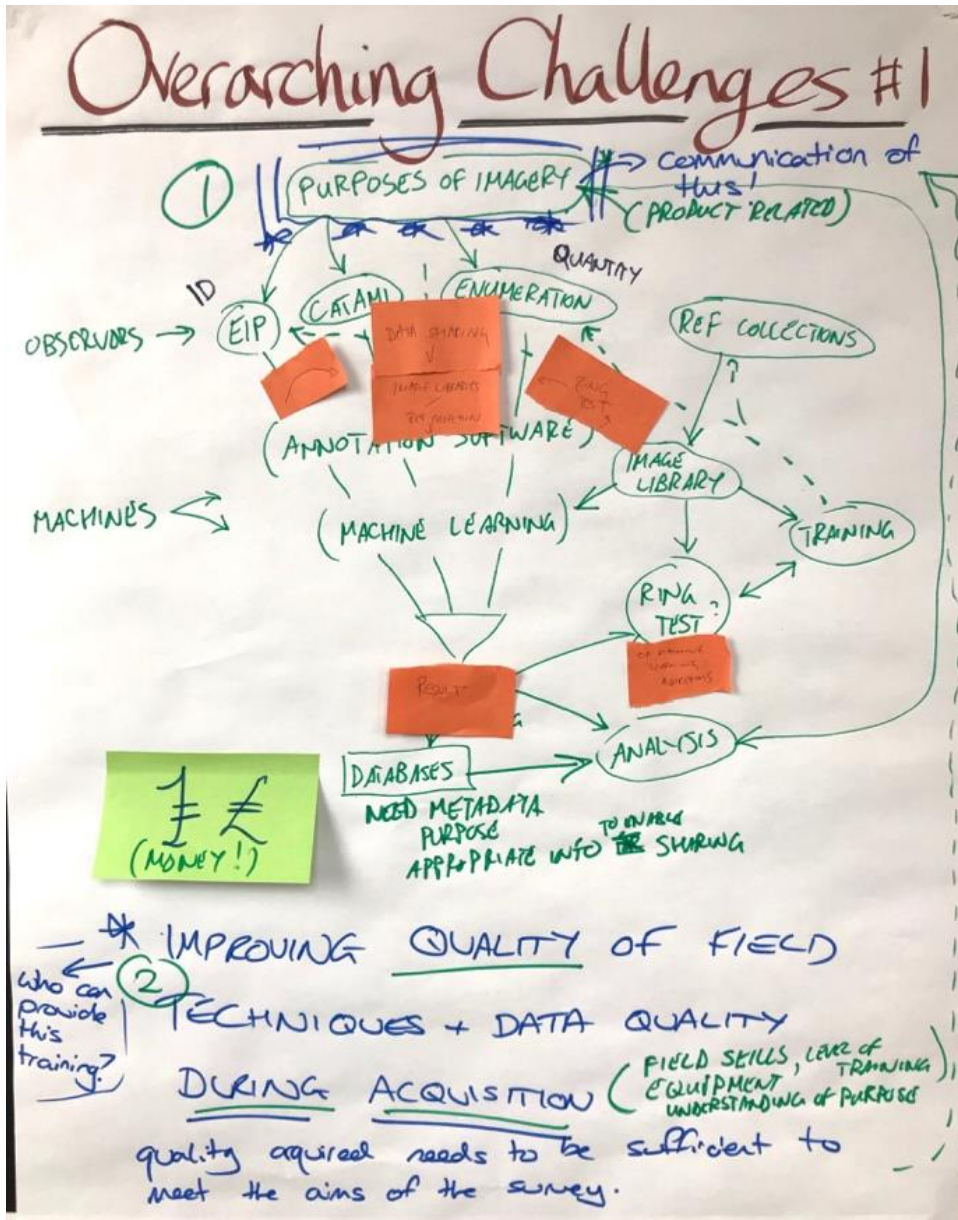 Overarching Challenges #1
1
PURPOSES OF IMAGERY
communication of
this!
(PRODUCT RELATED)
ID
QUANTITY
OBSERVORS
EIP
CATAMI
ENUMERATION
REF COLLECTIONS
DATA SHARING
IMAGE LIBRARIES
RING
TEST
(ANNOTATION SOFTWARE)
IMAGE
LIBRARY
MACHINES
(MACHINE LEARNING)
TRAINING
RING ?
TEST
OF MACHINE
LEARNING
RESULT
ANALYSIS
DATABASES
NEED METADATA
PURPOSE
APPROPRIATE INFO TO ENABLE SHARING
£ £
(MONEY!)
* IMPROVING QUALITY OF FIELD
2
TECHNIQUES + DATA QUALITY
DURING ACQUISITION
who can
provide
this
training?
(FIELD SKILLS, LEVEL OF TRAINING)
EQUIPMENT
UNDERSTANDING OF PURPOSE
quality acquired needs to be sufficient to
meet the aims of the survey.